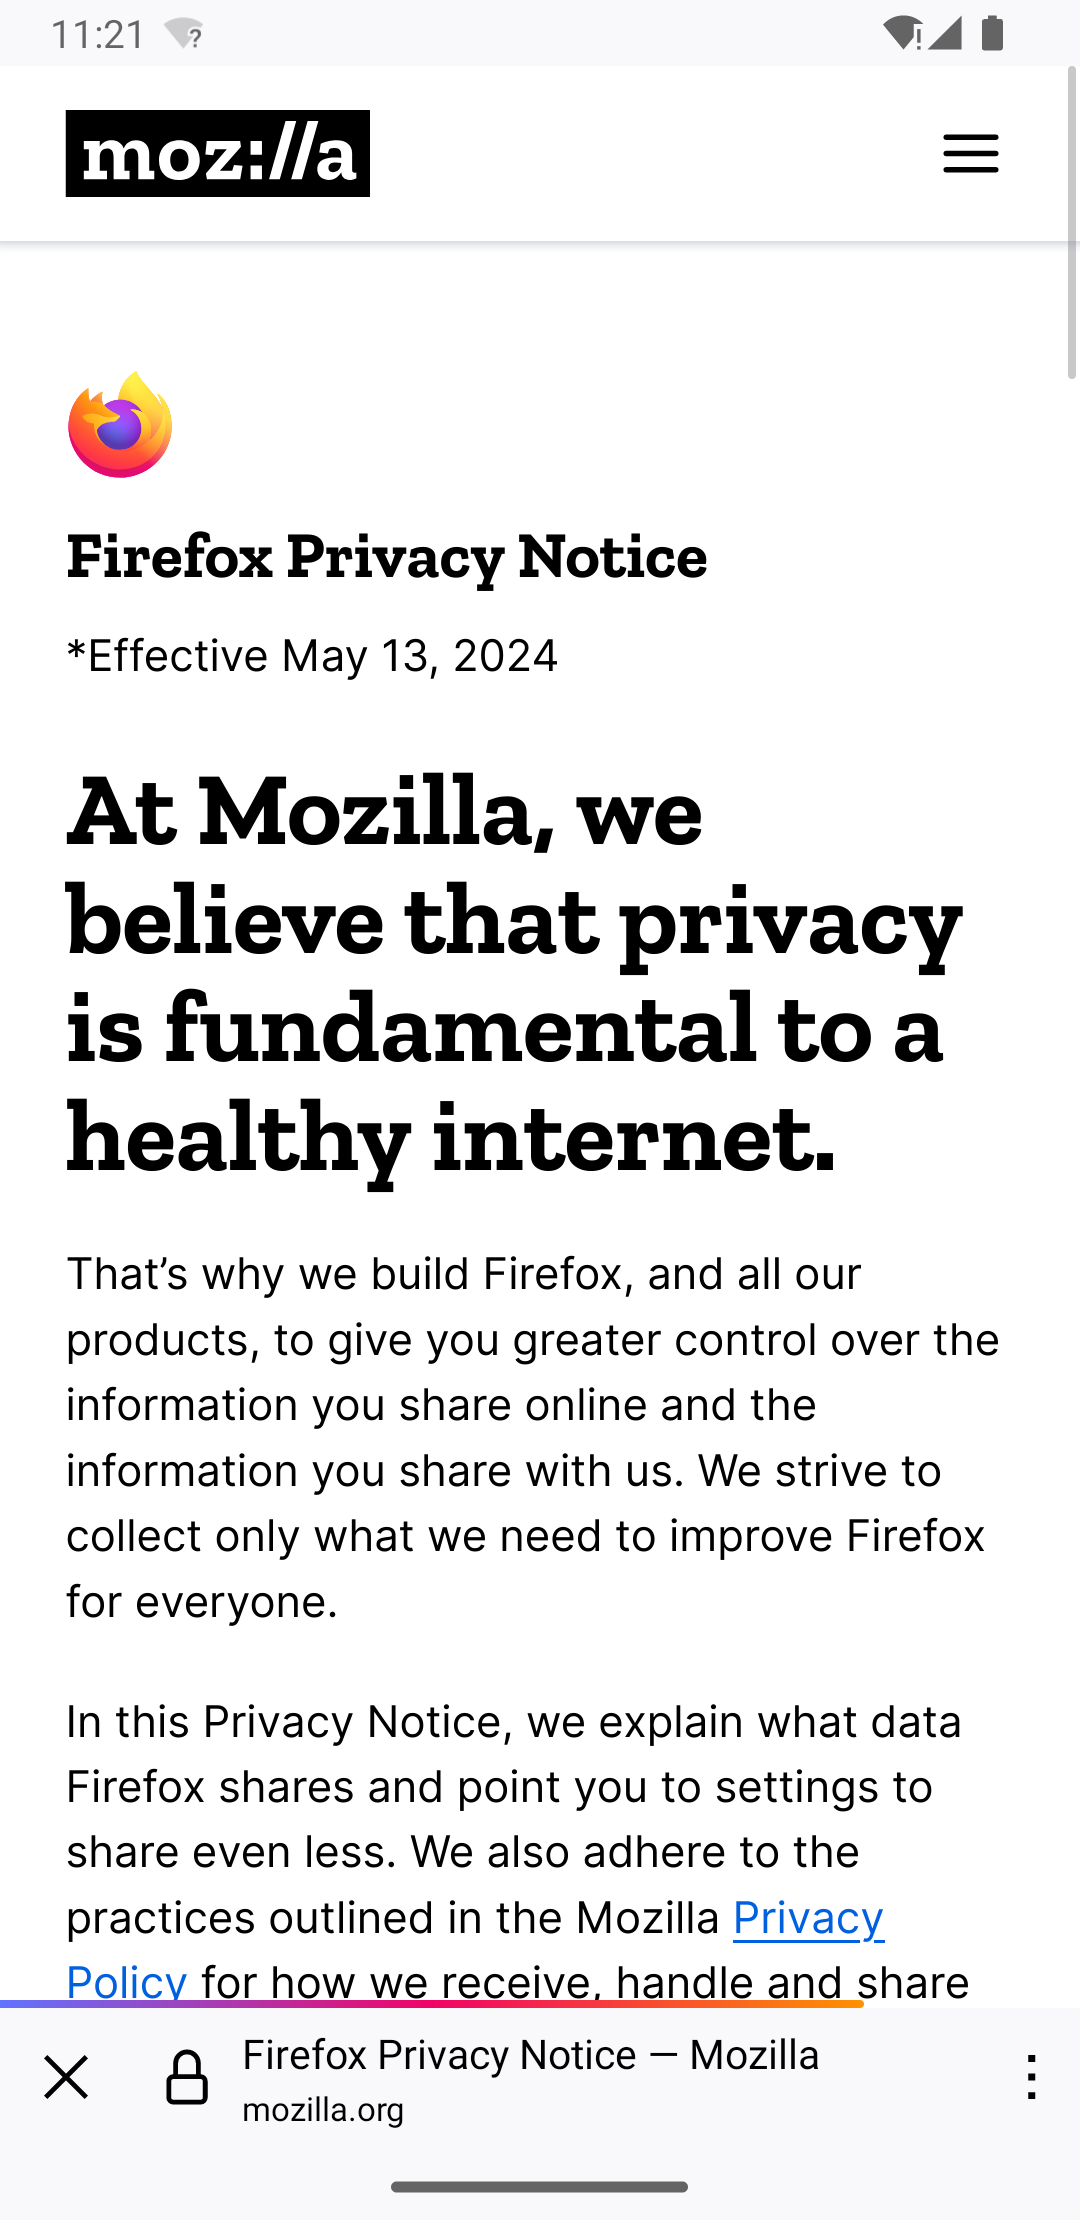 11:21
moz://a
Firefox Privacy Notice
*Effective May 13, 2024
At Mozilla, we
believe that privacy
is fundamental to a
healthy internet.
That’s why we build Firefox, and all our
products, to give you greater control over the
information you share online and the
information you share with us. We strive to
collect only what we need to improve Firefox
for everyone.
In this Privacy Notice, we explain what data
Firefox shares and point you to settings to
share even less. We also adhere to the
practices outlined in the Mozilla Privacy
Policy for how we receive, handle and share
Firefox Privacy Notice — Mozilla
mozilla.org